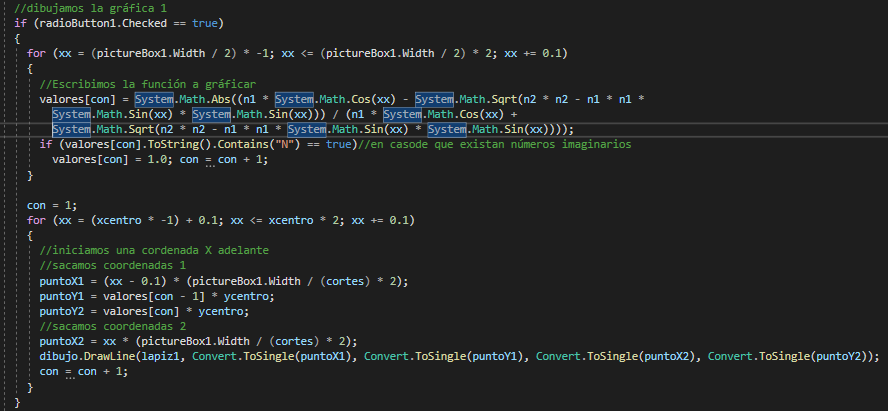 //dibujamos la gráfica 1
if (radioButton1.Checked == true)
{
for (xx = (pictureBox1.Width / 2) * -1; xx <= (pictureBox1.Width / 2) * 2; xx += 0.1)
{
//Escribimos la función a gráficar
valores[con] = System.Math.Abs((n1 * System.Math.Cos(xx) - System.Math.Sqrt(n2 * n2 - n1 * n1 *
System.Math.Sin(xx) * System.Math.Sin(xx))) / (n1 * System.Math.Cos(xx) +
System.Math.Sqrt(n2 * n2 - n1 * n1 * System.Math.Sin(xx) * System.Math.Sin(xx))));
if (valores[con].ToString().Contains("N") == true)//en casode que existan números imaginarios
valores[con] = 1.0; con = con + 1;
}
con = 1;
for (xx = (xcentro * -1) + 0.1; xx <= xcentro * 2; xx += 0.1)
{
//iniciamos una cordenada X adelante
//sacamos coordenadas 1
puntoX1 = (xx - 0.1) * (pictureBox1.Width / (cortes) * 2);
puntoY1 = valores[con - 1] * ycentro;
puntoY2 = valores[con] * ycentro;
//sacamos coordenadas 2
puntoX2 = xx * (pictureBox1.Width / (cortes) * 2);
dibujo.DrawLine(lapiz1, Convert.ToSingle(puntoX1), Convert.ToSingle(puntoY1), Convert.ToSingle(puntoX2), Convert.ToSingle(puntoY2));
con = con + 1;
}
}